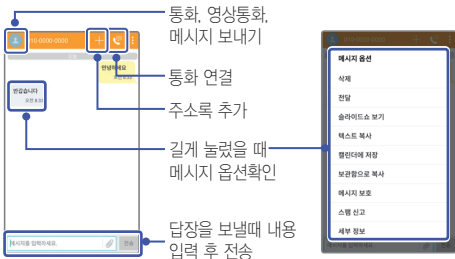 통화, 영상통화,
메시지 보내기
010-0000-0000
통화 연결
안녕하세요
반갑습니다
주소록 추가
길게 눌렀을 때
메시지 옵션확인
답장을 보낼때 내용
입력 후 전송
메시지를 입력하세요.
전송
메시지 옵션
삭제
전달
슬라이드쇼 보기
텍스트 복사
캘린더에 저장
보관함으로 복사
메시지 보호
스팸 신고
세부 정보